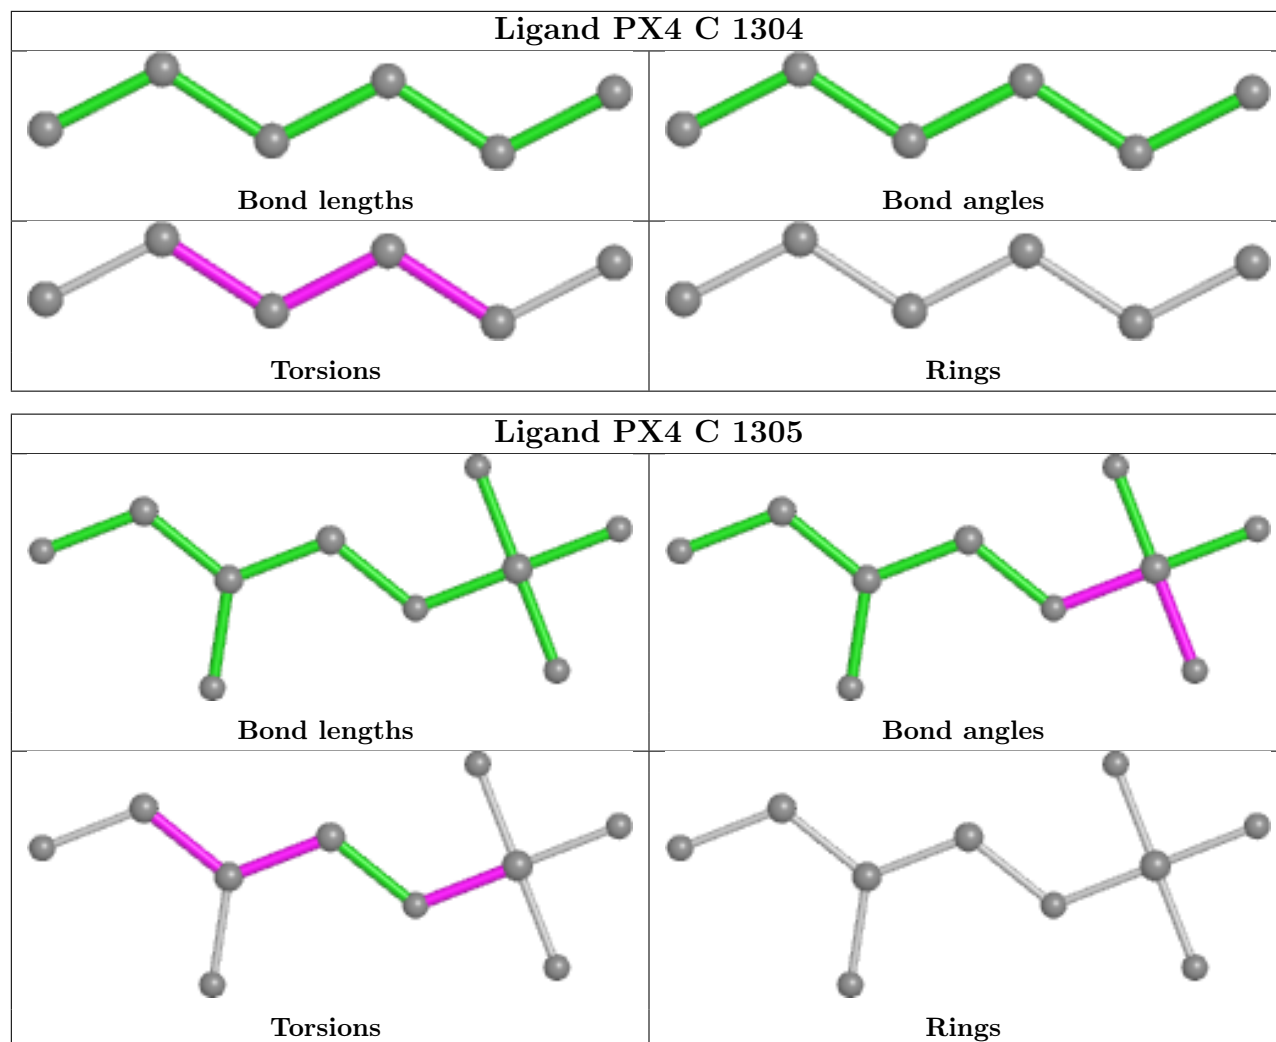 Ligand PX4 C 1304
Bond lengths Bond angles
Torsions Rings
Ligand PX4 C 1305
Bond lengths Bond angles
Torsions Rings